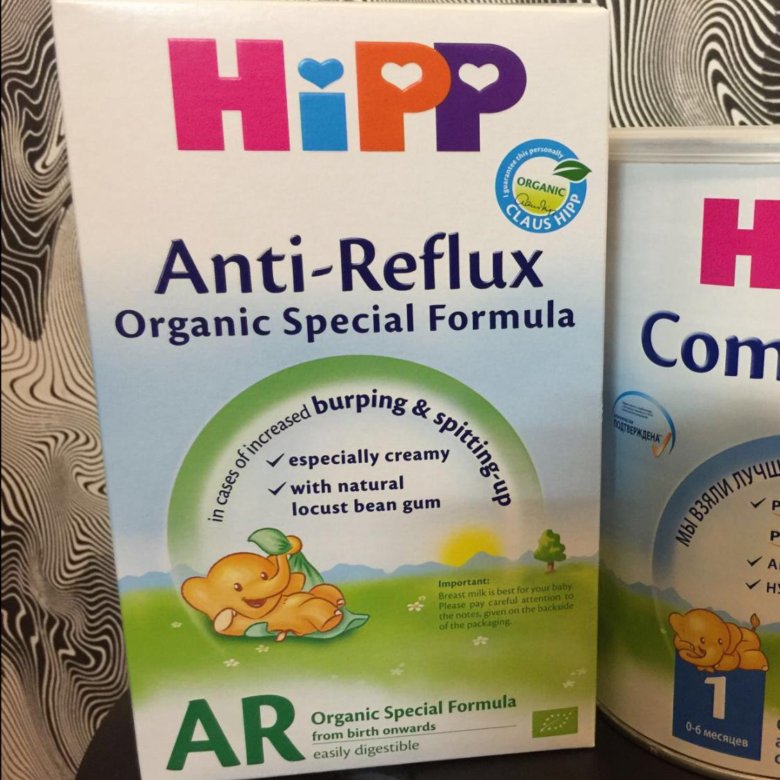 HiPP
I guarantee this personally
ORGANIC
CLAUS HIPP
Anti-Reflux
Organic Special Formula
in cases of increased burping & spitting-up
especially creamy
with natural
locust bean gum
Important:
Breast milk is best for your baby.
Please pay careful attention to
the notes, given on the backside
of the packaging.
AR
Organic Special Formula
from birth onwards
easily digestible
H
Com
ПОДТВЕРЖДЕНА
МЫ ВЗЯЛИ ЛУЧШ
1
0-6 месяцев